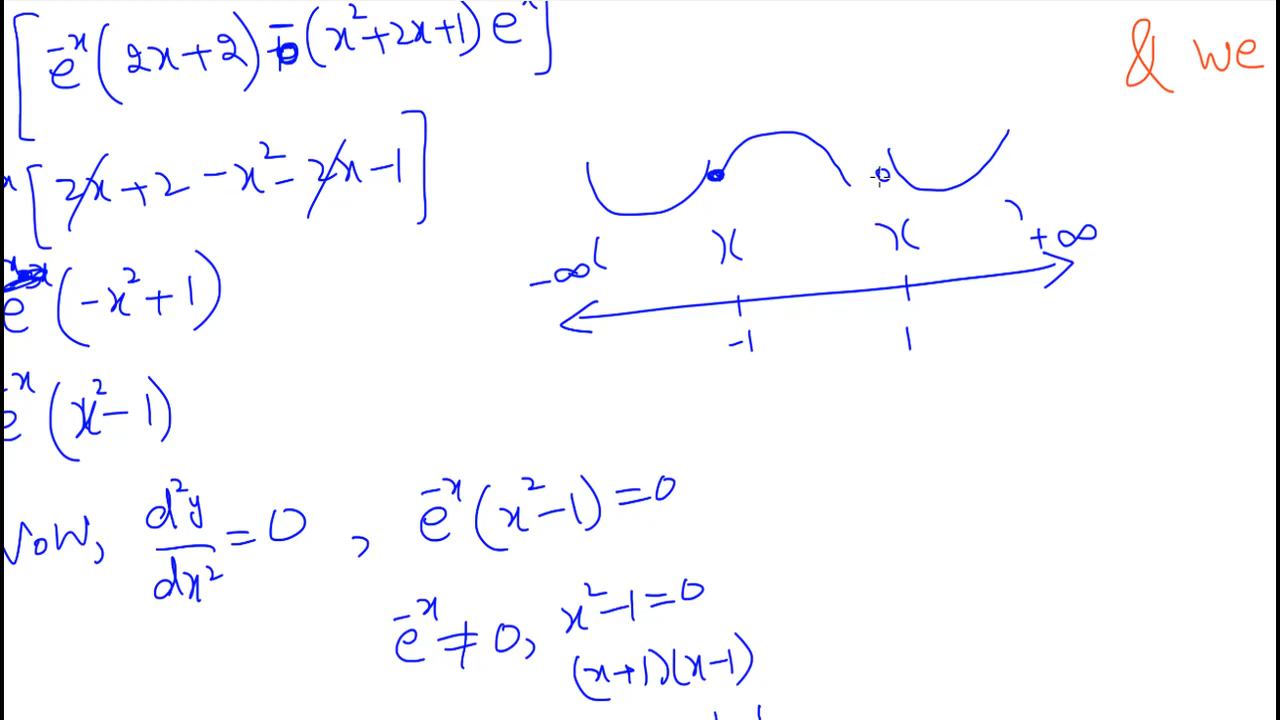 [e^-x(2x+2) - (x²+2x+1) e^x]
& we
[2x+2 - x² - 2x - 1]
-∞ ( )( )( ) +∞
e (-x²+1)
-1 1
e^-x (x²-1)
Now, d²y/dx² = 0 , e^-x (x²-1) = 0
e^-x ≠ 0, x²-1 = 0
(x+1)(x-1)